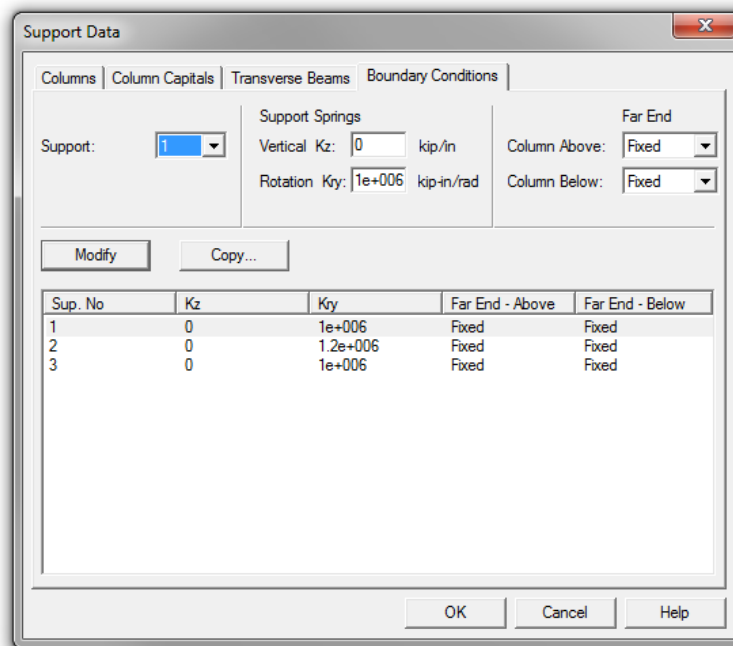 Support Data
Columns Column Capitals Transverse Beams Boundary Conditions
Support Springs Far End
Support: 1 Vertical Kz: 0 kip/in Column Above: Fixed
Rotation Kry: 1e+006 kip-in/rad Column Below: Fixed
Modify Copy...
Sup. No Kz Kry Far End - Above Far End - Below
1 0 1e+006 Fixed Fixed
2 0 1.2e+006 Fixed Fixed
3 0 1e+006 Fixed Fixed
OK Cancel Help